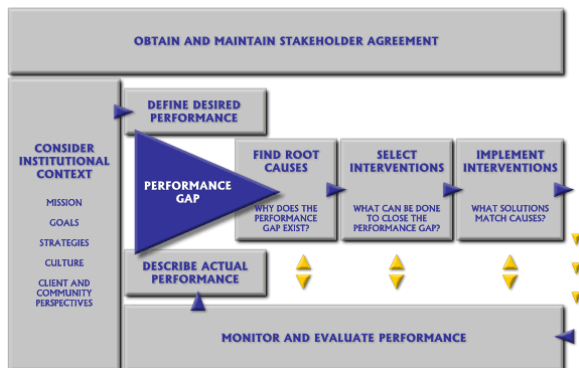 OBTAIN AND MAINTAIN STAKEHOLDER AGREEMENT
CONSIDER
INSTITUTIONAL
CONTEXT
MISSION
GOALS
STRATEGIES
CULTURE
CLIENT AND
COMMUNITY
PERSPECTIVES
DEFINE DESIRED
PERFORMANCE
PERFORMANCE
GAP
DESCRIBE ACTUAL
PERFORMANCE
FIND ROOT
CAUSES
WHY DOES THE
PERFORMANCE
GAP EXIST?
SELECT
INTERVENTIONS
WHAT CAN BE DONE
TO CLOSE THE
PERFORMANCE GAP?
IMPLEMENT
INTERVENTIONS
WHAT SOLUTIONS
MATCH CAUSES?
MONITOR AND EVALUATE PERFORMANCE